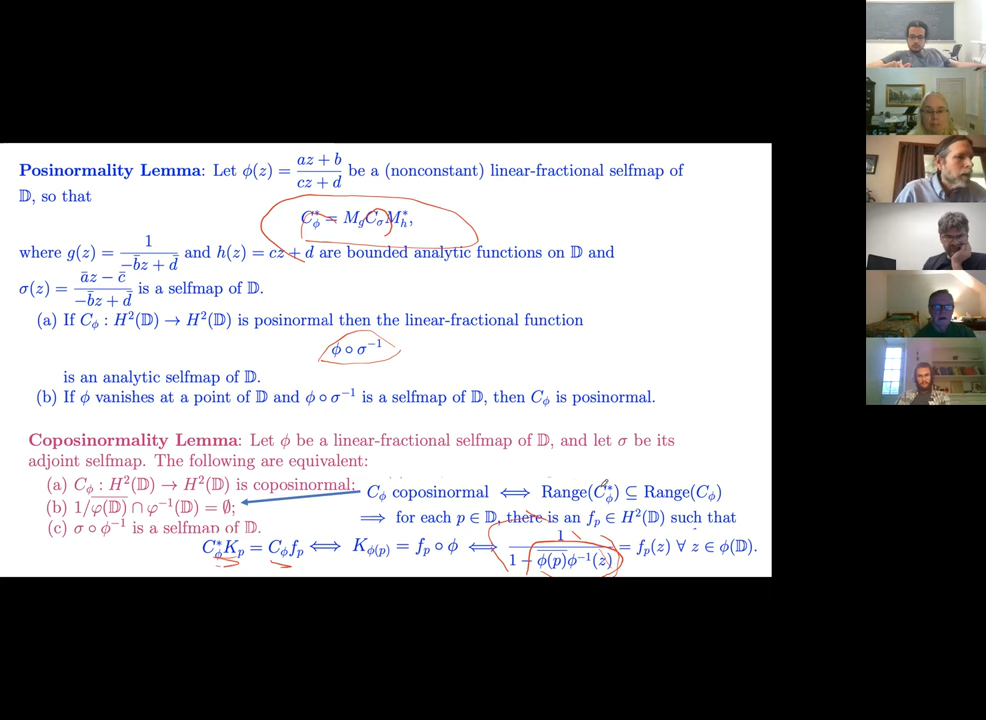 Posinormality Lemma: Let ϕ(z) = (az + b)/(cz + d) be a (nonconstant) linear-fractional selfmap of
𝔻, so that
C*_ϕ = M_g C_σ M*_h,
where g(z) = 1/(−b̄z + d̄) and h(z) = cz + d are bounded analytic functions on 𝔻 and
σ(z) = (āz − c̄)/(−b̄z + d̄) is a selfmap of 𝔻.
(a) If C_ϕ : H²(𝔻) → H²(𝔻) is posinormal then the linear-fractional function
ϕ ∘ σ⁻¹
is an analytic selfmap of 𝔻.
(b) If ϕ vanishes at a point of 𝔻 and ϕ ∘ σ⁻¹ is a selfmap of 𝔻, then C_ϕ is posinormal.
Coposinormality Lemma: Let ϕ be a linear-fractional selfmap of 𝔻, and let σ be its
adjoint selfmap. The following are equivalent:
(a) C_ϕ : H²(𝔻) → H²(𝔻) is coposinormal;
(b) 1/\overline{φ(𝔻)} ∩ φ⁻¹(𝔻) = ∅;
(c) σ ∘ ϕ⁻¹ is a selfmap of 𝔻.
C_ϕ coposinormal ⟺ Range(C*_ϕ) ⊆ Range(C_ϕ)
⟹ for each p ∈ 𝔻, there is an f_p ∈ H²(𝔻) such that
C*_ϕ K_p = C_ϕ f_p ⟺ K_ϕ(p) = f_p ∘ ϕ ⟺ 1/(1 − \overline{ϕ(p)}ϕ⁻¹(z)) = f_p(z) ∀ z ∈ ϕ(𝔻).